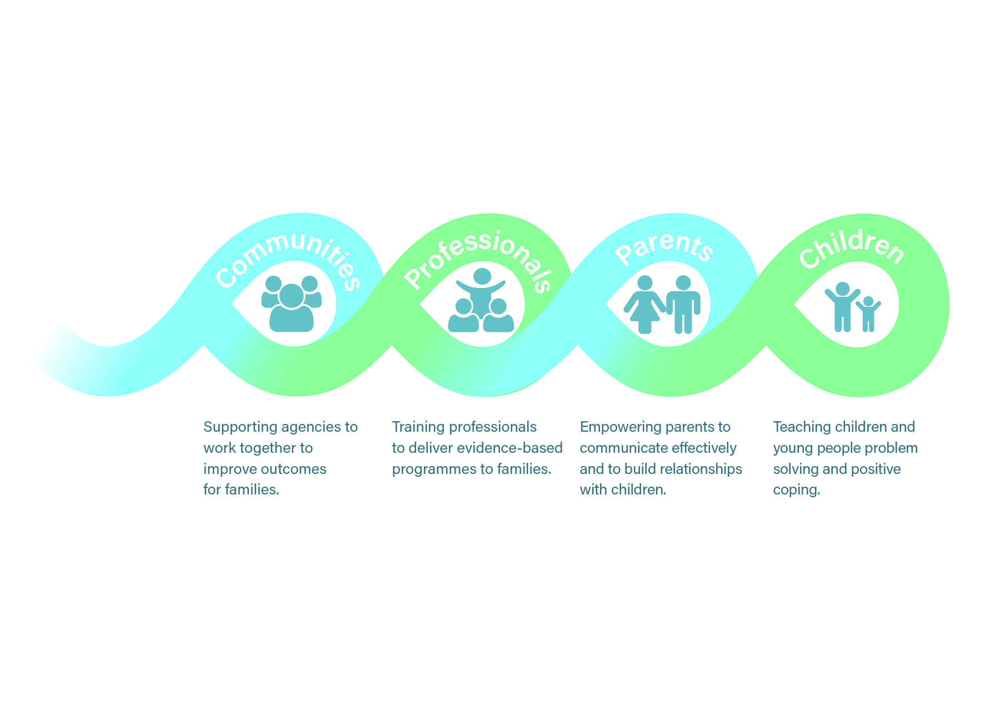 Communities
Supporting agencies to
work together to
improve outcomes
for families.
Professionals
Training professionals
to deliver evidence-based
programmes to families.
Parents
Empowering parents to
communicate effectively
and to build relationships
with children.
Children
Teaching children and
young people problem
solving and positive
coping.